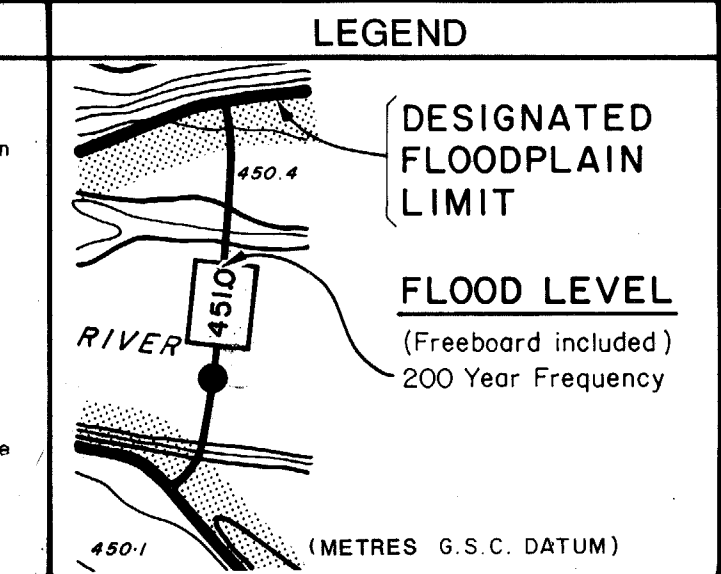 LEGEND
n
DESIGNATED
FLOODPLAIN
LIMIT
450.4
451.0
FLOOD LEVEL
RIVER
(Freeboard included)
200 Year Frequency
e
450.1
(METRES G.S.C. DATUM)